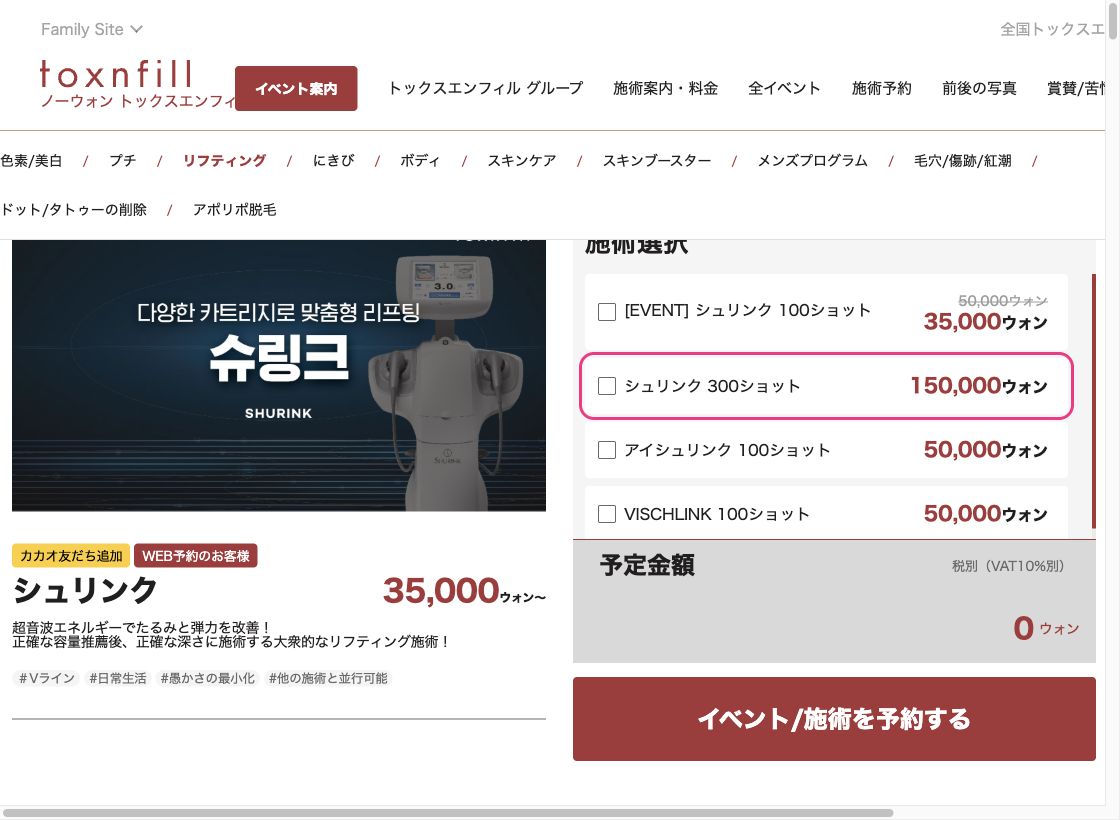 Family Site
全国トックスエ
toxnfill
ノーウォン トックスエンフィ
イベント案内
トックスエンフィル グループ
施術案内・料金
全イベント
施術予約
前後の写真
賞賛/苦情
色素/美白 / プチ / リフティング / にきび / ボディ / スキンケア / スキンブースター / メンズプログラム / 毛穴/傷跡/紅潮 /
ドット/タトゥーの削除 / アポリポ脱毛
다양한 카트리지로 맞춤형 리프팅
슈링크
SHURINK
3.0
SHURINK
カカオ友だち追加
WEB予約のお客様
シュリンク
35,000ウォン〜
超音波エネルギーでたるみと弾力を改善！
正確な容量推薦後、正確な深さに施術する大衆的なリフティング施術！
#Vライン #日常生活 #愚かさの最小化 #他の施術と並行可能
施術選択
[EVENT] シュリンク 100ショット
50,000ウォン
35,000ウォン
シュリンク 300ショット
150,000ウォン
アイシュリンク 100ショット
50,000ウォン
VISCHLINK 100ショット
50,000ウォン
予定金額
税別（VAT10%別）
0 ウォン
イベント/施術を予約する